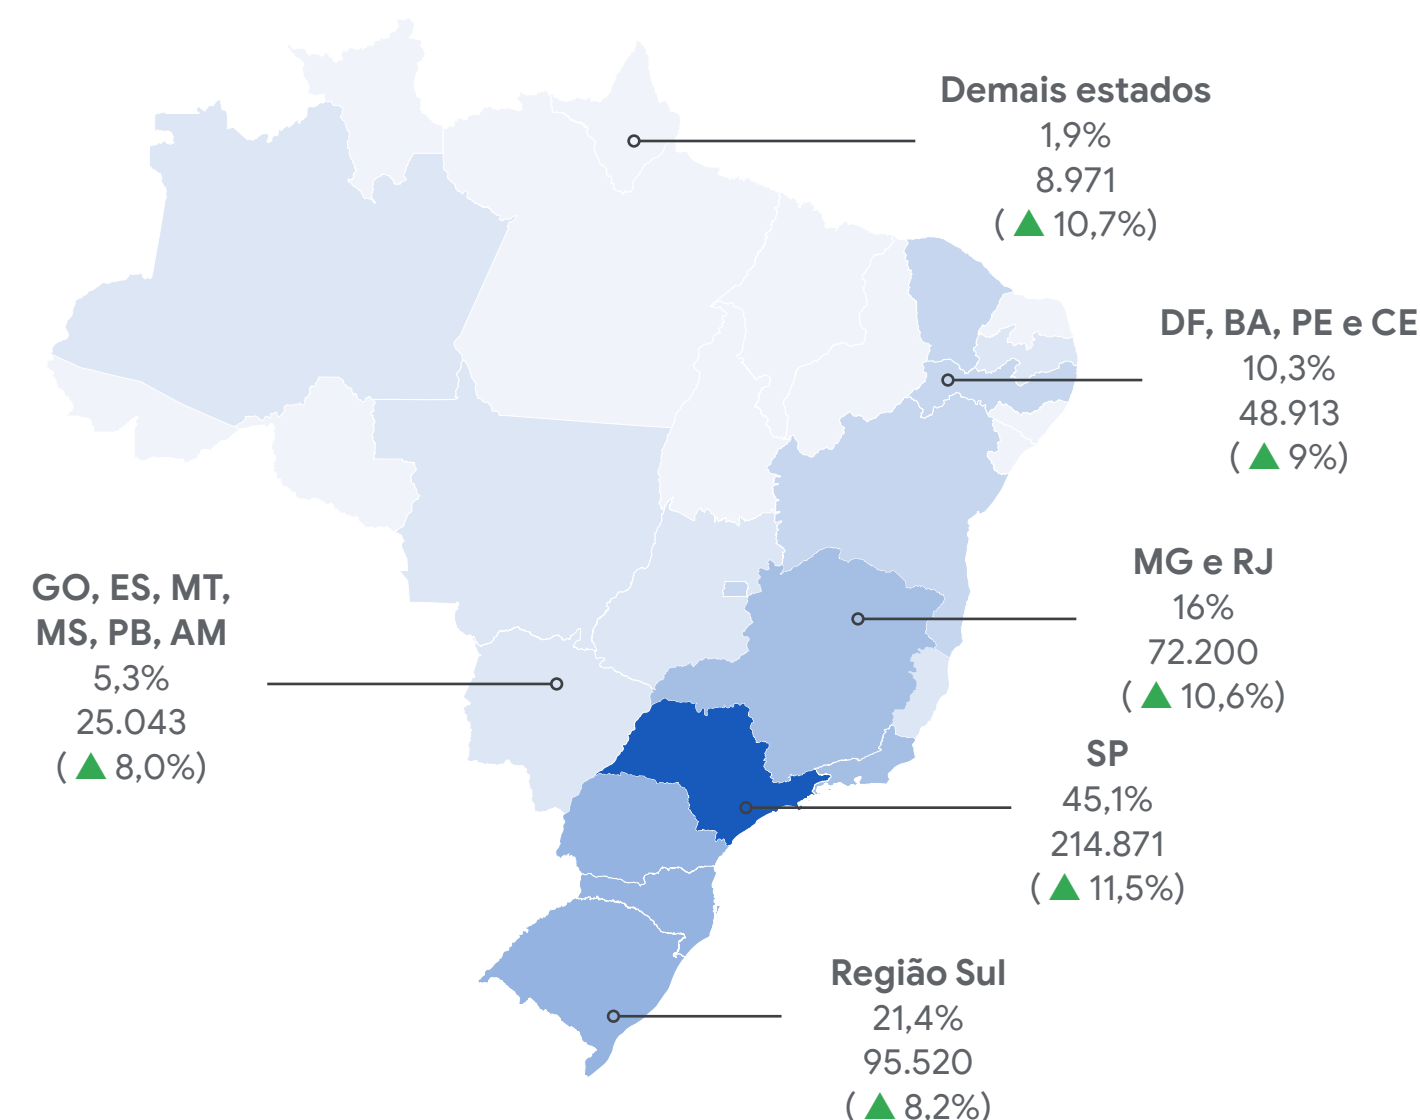 Demais estados
1,9%
8.971
( ▲ 10,7%)
DF, BA, PE e CE
10,3%
48.913
( ▲ 9%)
MG e RJ
16%
72.200
( ▲ 10,6%)
GO, ES, MT,
MS, PB, AM
5,3%
25.043
( ▲ 8,0%)
SP
45,1%
214.871
( ▲ 11,5%)
Região Sul
21,4%
95.520
( ▲ 8,2%)